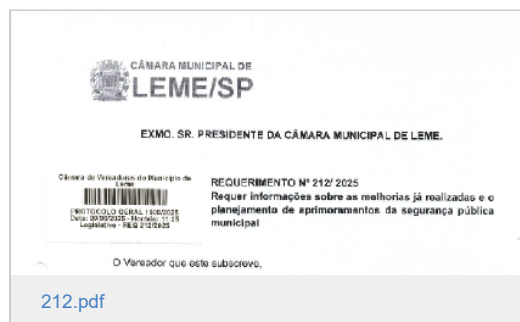 CÂMARA MUNICIPAL DE
LEME/SP
EXMO. SR. PRESIDENTE DA CÂMARA MUNICIPAL DE LEME.
Câmara de Vereadores do Município de
Leme
PROTOCOLO GERAL
Legislativo - REQ 212/2025
REQUERIMENTO Nº 212/ 2025
Requer informações sobre as melhorias já realizadas e o
planejamento de aprimoramentos da segurança pública
municipal
O Vereador que este subscreve,
212.pdf